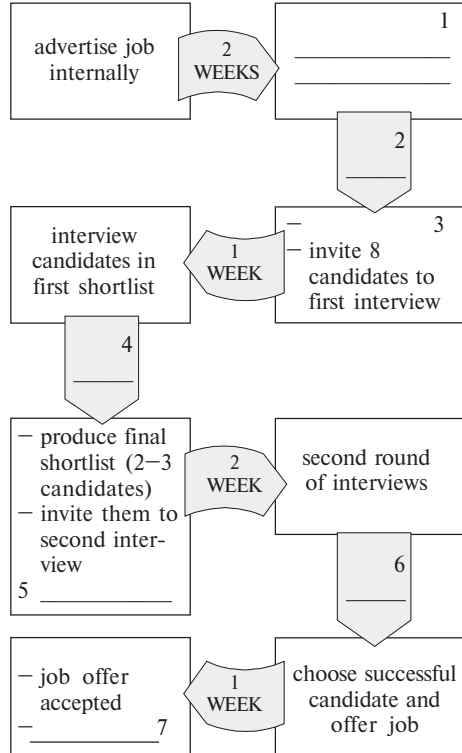 advertise job
internally
2
WEEKS
1
2
3
–
– invite 8
candidates to
first interview
1
WEEK
interview
candidates in
first shortlist
4
– produce final
shortlist (2–3
candidates)
– invite them to
second inter-
view
5
2
WEEK
second round
of interviews
6
choose successful
candidate and
offer job
1
WEEK
– job offer
accepted
–
7